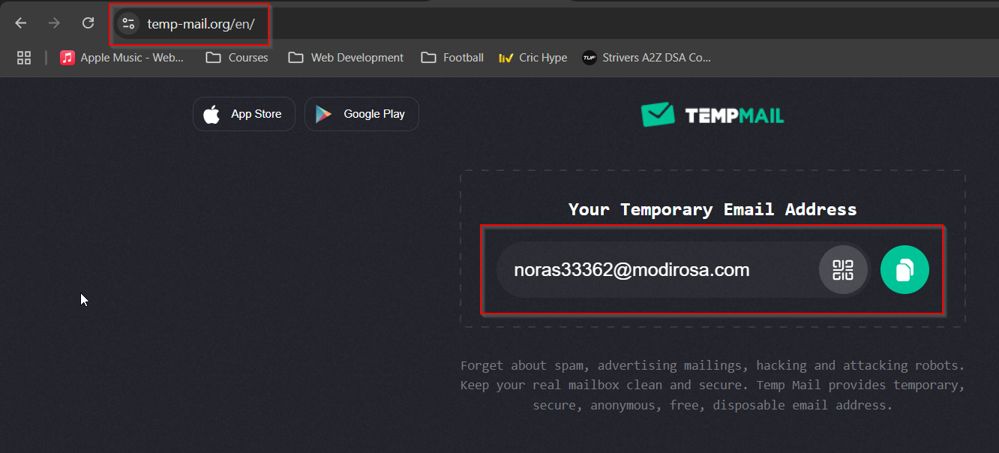 temp-mail.org/en/
Apple Music - Web...
Courses
Web Development
Football
liv
Cric Hype
TUF
Strivers A2Z DSA Co...
App Store
Google Play
TEMPMAIL
Your Temporary Email Address
noras33362@modirosa.com
Forget about spam, advertising mailings, hacking and attacking robots.
Keep your real mailbox clean and secure. Temp Mail provides temporary,
secure, anonymous, free, disposable email address.